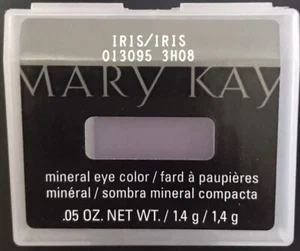 IRIS/IRIS
013095 3H08
MARY KAY
mineral eye color / fard à paupières
minéral / sombra mineral compacta
.05 OZ. NET WT. / 1.4 g / 1,4 g